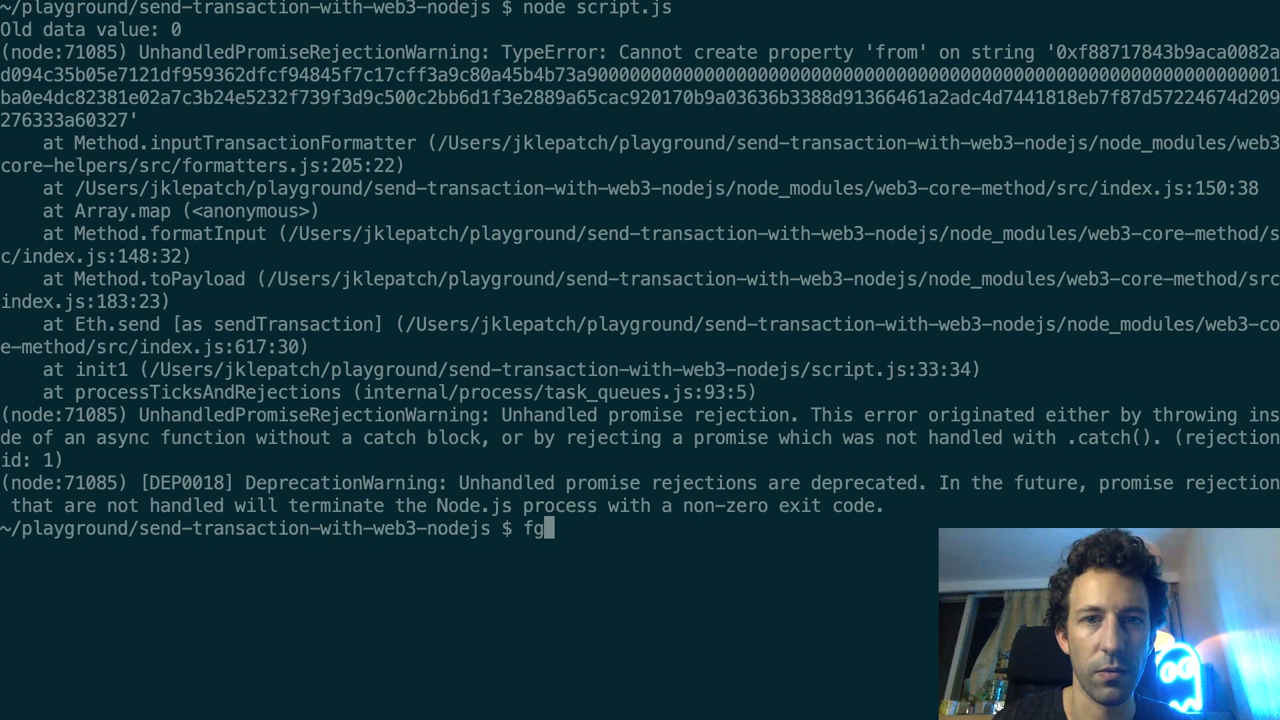 ~/playground/send-transaction-with-web3-nodejs $ node script.js
Old data value: 0
(node:71085) UnhandledPromiseRejectionWarning: TypeError: Cannot create property 'from' on string '0xf88717843b9aca0082a
d094c35b05e7121df959362dfcf94845f7c17cff3a9c80a45b4b73a90000000000000000000000000000000000000000000000000000000000000001
ba0e4dc82381e02a7c3b24e5232f739f3d9c500c2bb6d1f3e2889a65cac920170b9a03636b3388d91366461a2adc4d7441818eb7f87d57224674d209
276333a60327'
    at Method.inputTransactionFormatter (/Users/jklepatch/playground/send-transaction-with-web3-nodejs/node_modules/web3
core-helpers/src/formatters.js:205:22)
    at /Users/jklepatch/playground/send-transaction-with-web3-nodejs/node_modules/web3-core-method/src/index.js:150:38
    at Array.map (<anonymous>)
    at Method.formatInput (/Users/jklepatch/playground/send-transaction-with-web3-nodejs/node_modules/web3-core-method/s
c/index.js:148:32)
    at Method.toPayload (/Users/jklepatch/playground/send-transaction-with-web3-nodejs/node_modules/web3-core-method/src
index.js:183:23)
    at Eth.send [as sendTransaction] (/Users/jklepatch/playground/send-transaction-with-web3-nodejs/node_modules/web3-co
e-method/src/index.js:617:30)
    at init1 (/Users/jklepatch/playground/send-transaction-with-web3-nodejs/script.js:33:34)
    at processTicksAndRejections (internal/process/task_queues.js:93:5)
(node:71085) UnhandledPromiseRejectionWarning: Unhandled promise rejection. This error originated either by throwing ins
de of an async function without a catch block, or by rejecting a promise which was not handled with .catch(). (rejection
id: 1)
(node:71085) [DEP0018] DeprecationWarning: Unhandled promise rejections are deprecated. In the future, promise rejection
 that are not handled will terminate the Node.js process with a non-zero exit code.
~/playground/send-transaction-with-web3-nodejs $ fg